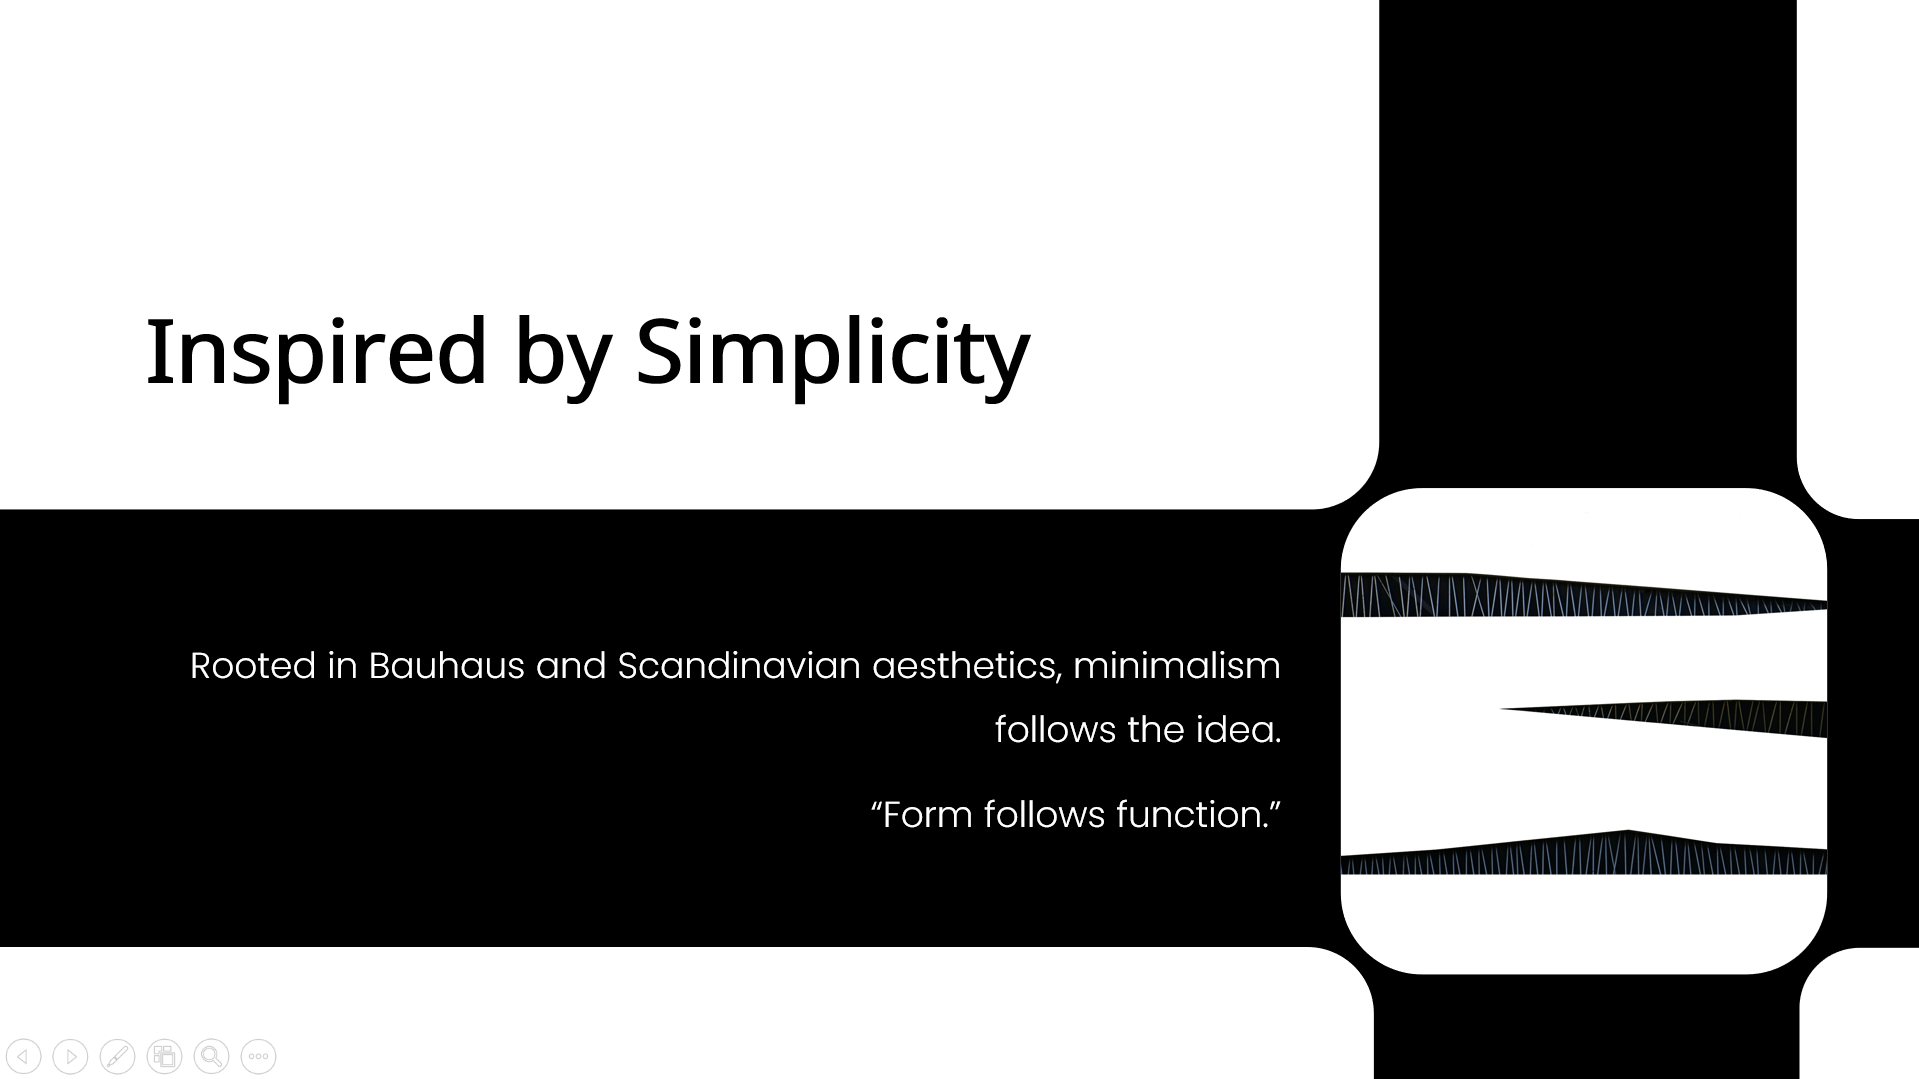 Inspired by Simplicity
Rooted in Bauhaus and Scandinavian aesthetics, minimalism
follows the idea.
“Form follows function.”